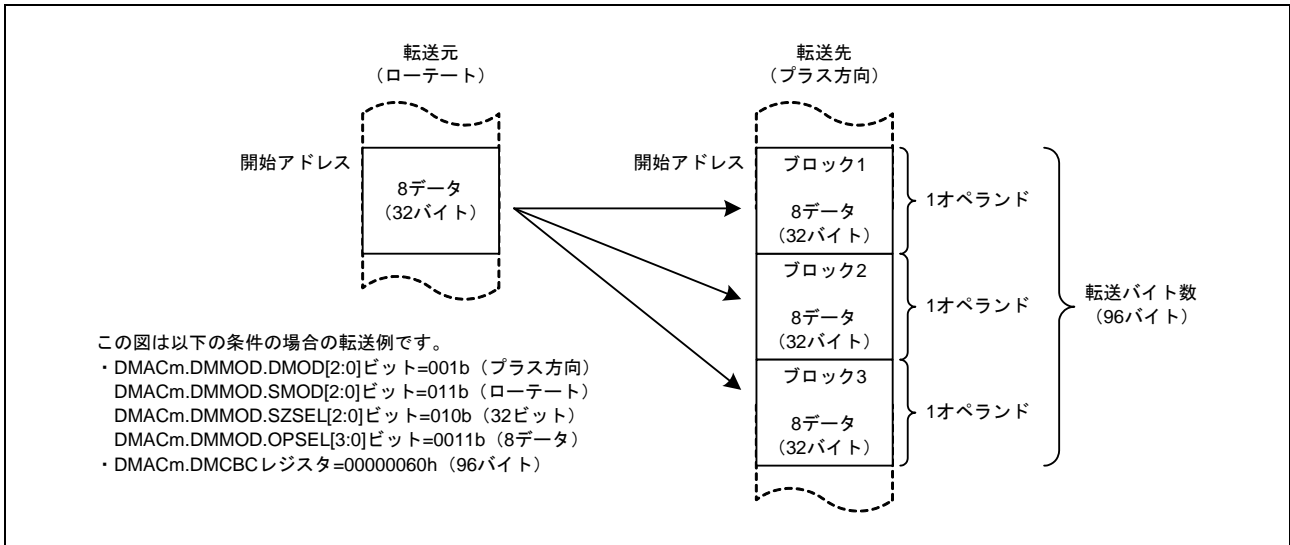 転送元
（ローテート）
開始アドレス
8データ
（32バイト）
転送先
（プラス方向）
開始アドレス
ブロック1
8データ
（32バイト）
1オペランド
ブロック2
8データ
（32バイト）
1オペランド
ブロック3
8データ
（32バイト）
1オペランド
転送バイト数
（96バイト）
この図は以下の条件の場合の転送例です。
・DMACm.DMMOD.DMOD[2:0]ビット=001b（プラス方向）
DMACm.DMMOD.SMOD[2:0]ビット=011b（ローテート）
DMACm.DMMOD.SZSEL[2:0]ビット=010b（32ビット）
DMACm.DMMOD.OPSEL[3:0]ビット=0011b（8データ）
・DMACm.DMCBCレジスタ=00000060h（96バイト）